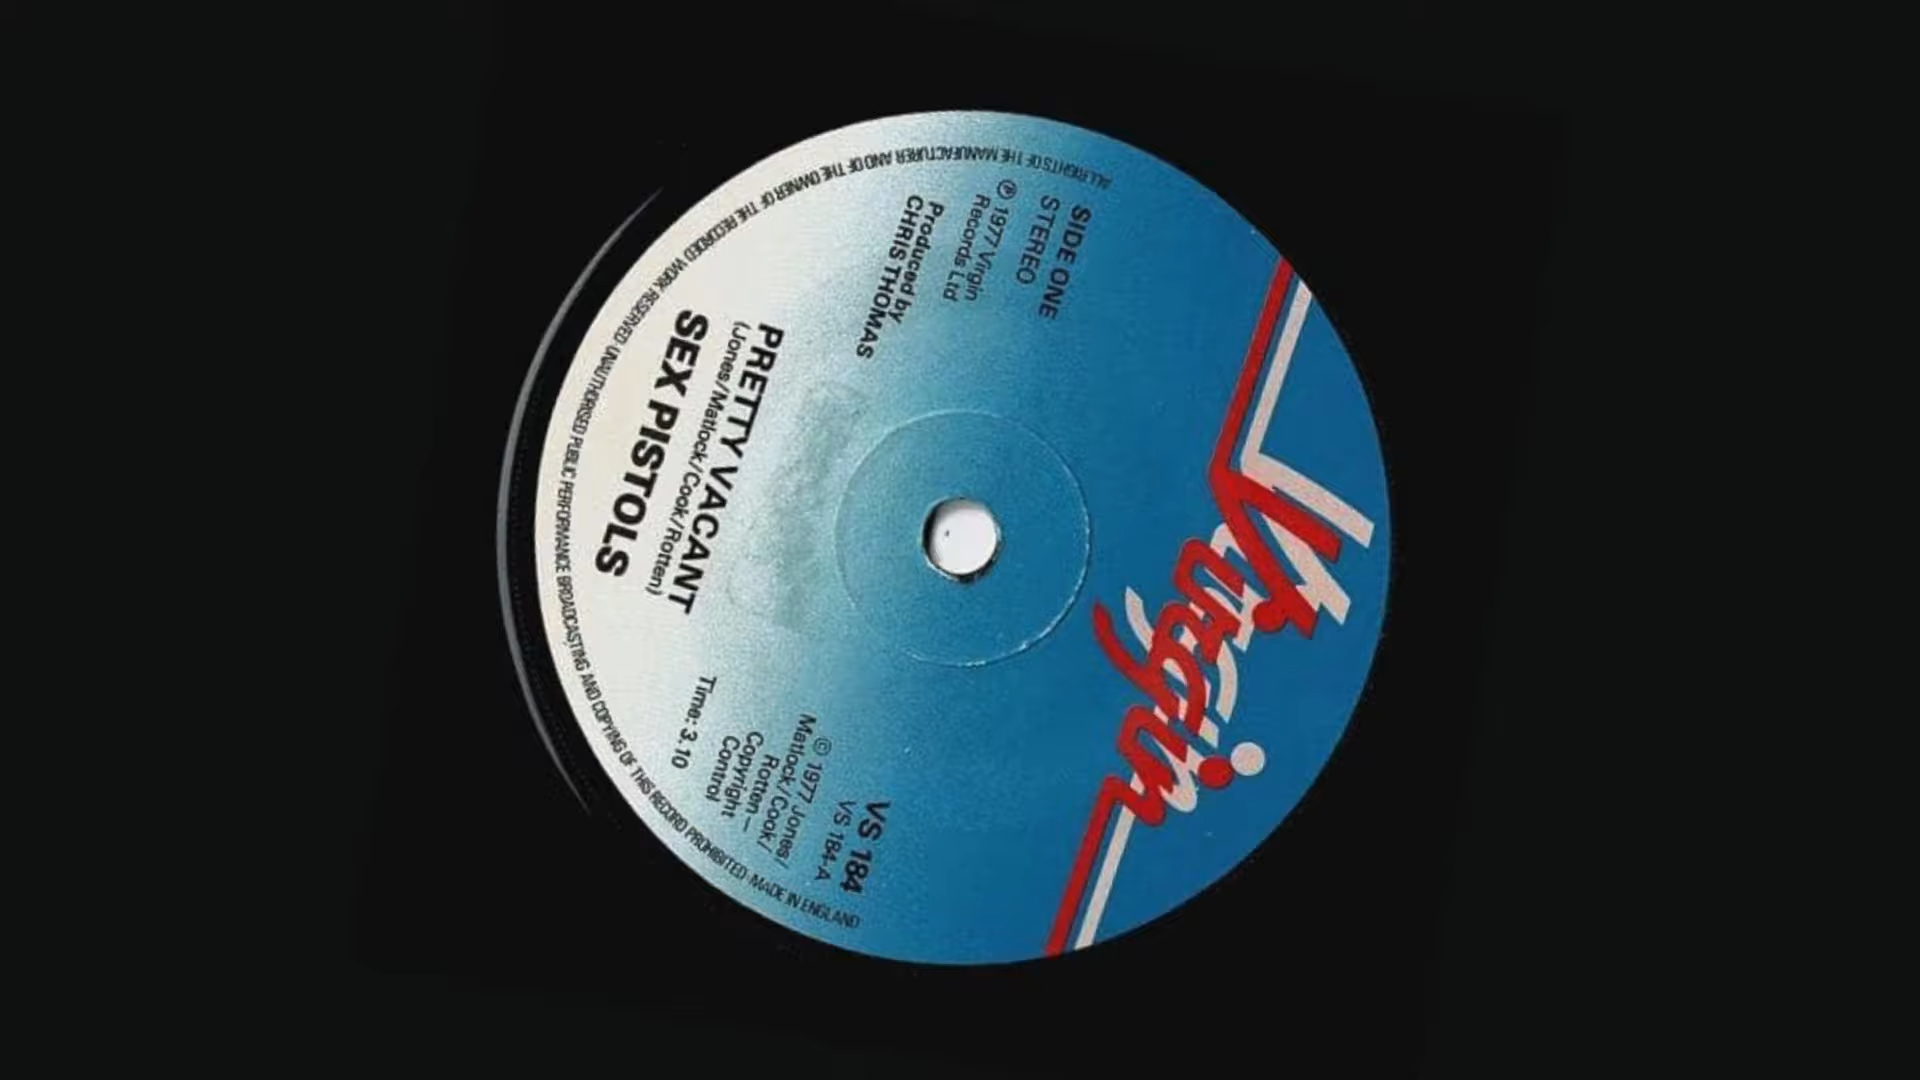 Virgin
SIDE ONE
STEREO
℗ 1977 Virgin
Records Ltd
Produced by
CHRIS THOMAS
VS 184
VS 184-A
© 1977 Jones/
Matlock/Cook/
Rotten —
Copyright
Control
Time: 3.10
PRETTY VACANT
(Jones/Matlock/Cook/Rotten)
SEX PISTOLS
ALL RIGHTS OF THE MANUFACTURER AND OF THE OWNER OF THE RECORDED WORK RESERVED · UNAUTHORISED PUBLIC PERFORMANCE BROADCASTING AND COPYING OF THIS RECORD PROHIBITED · MADE IN ENGLAND